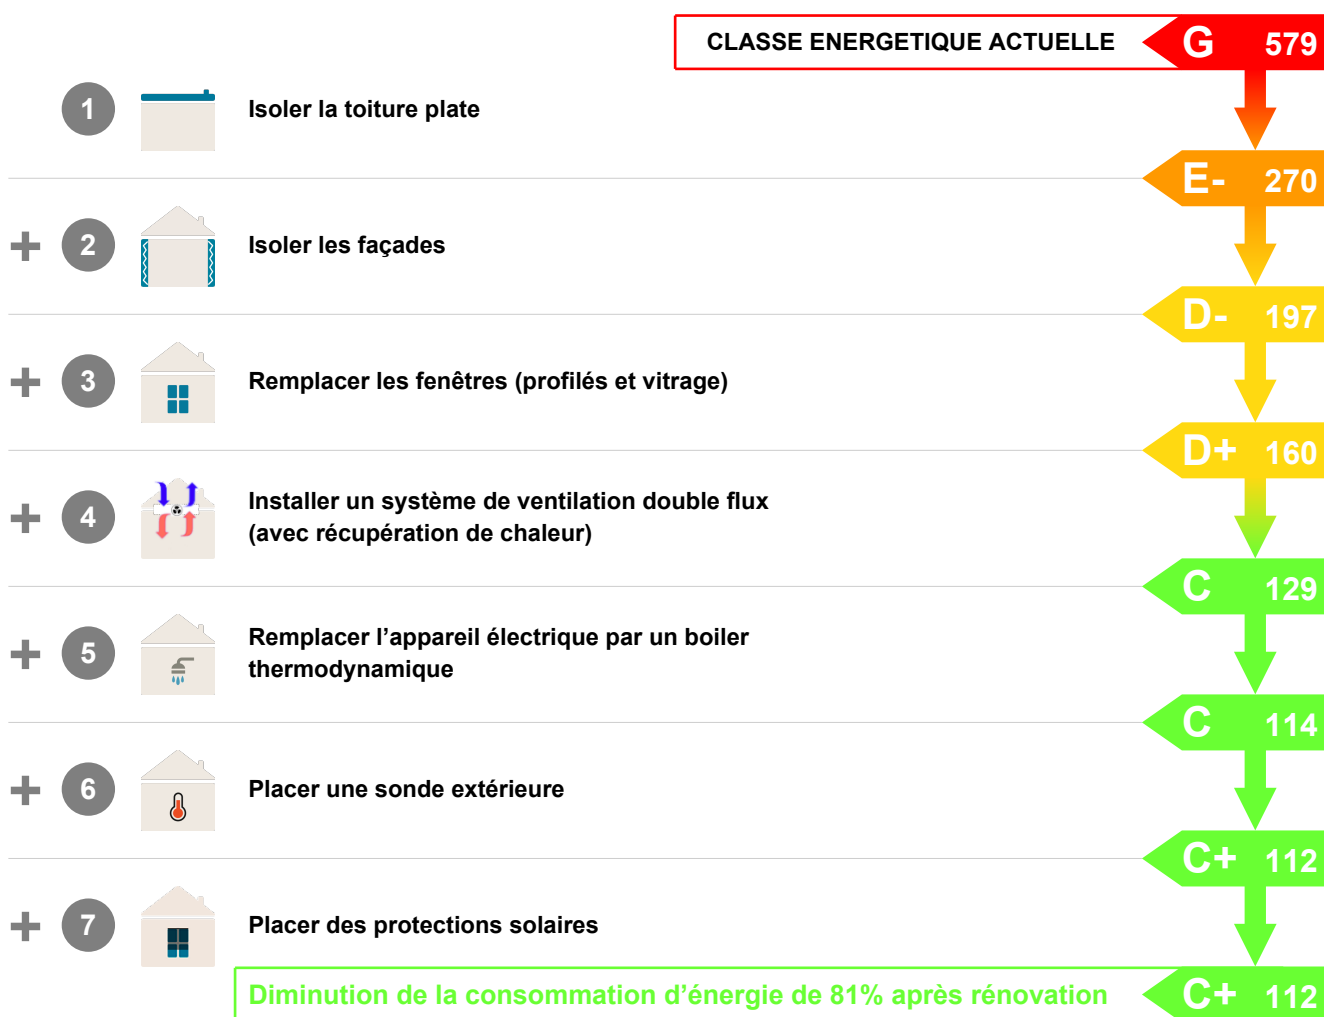 CLASSE ENERGETIQUE ACTUELLE G 579
1 Isoler la toiture plate
E- 270
+ 2 Isoler les façades
D- 197
+ 3 Remplacer les fenêtres (profilés et vitrage)
D+ 160
+ 4 Installer un système de ventilation double flux
(avec récupération de chaleur)
C 129
+ 5 Remplacer l’appareil électrique par un boiler
thermodynamique
C 114
+ 6 Placer une sonde extérieure
C+ 112
+ 7 Placer des protections solaires
Diminution de la consommation d’énergie de 81% après rénovation C+ 112